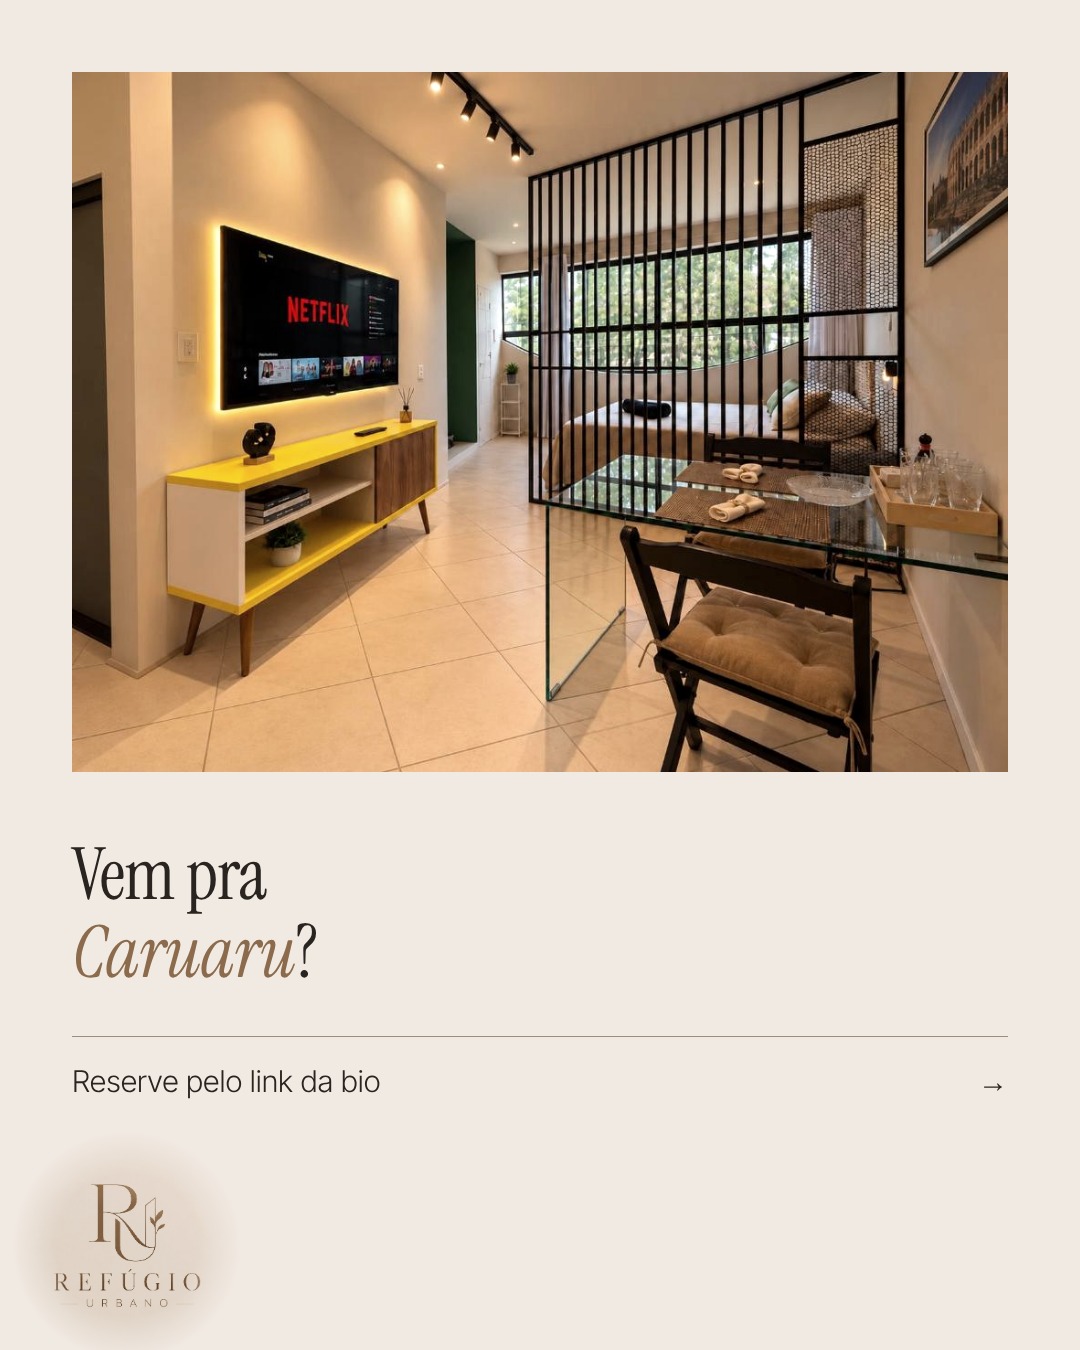 NETFLIX
Vem pra
Caruaru?
Reserve pelo link da bio
→
RU
REFÚGIO
URBANO